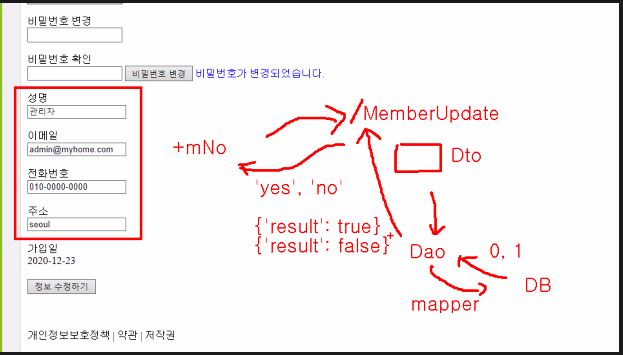 비밀번호 변경
비밀번호 확인
비밀번호 변경 비밀번호가 변경되었습니다.
성명
관리자
이메일
admin@myhome.com
전화번호
010-0000-0000
주소
seoul
가입일
2020-12-23
정보 수정하기
개인정보보호정책 | 약관 | 저작권
/MemberUpdate
+mNo
Dto
'yes', 'no'
{'result': true}
{'result': false}
+
Dao
0, 1
DB
mapper